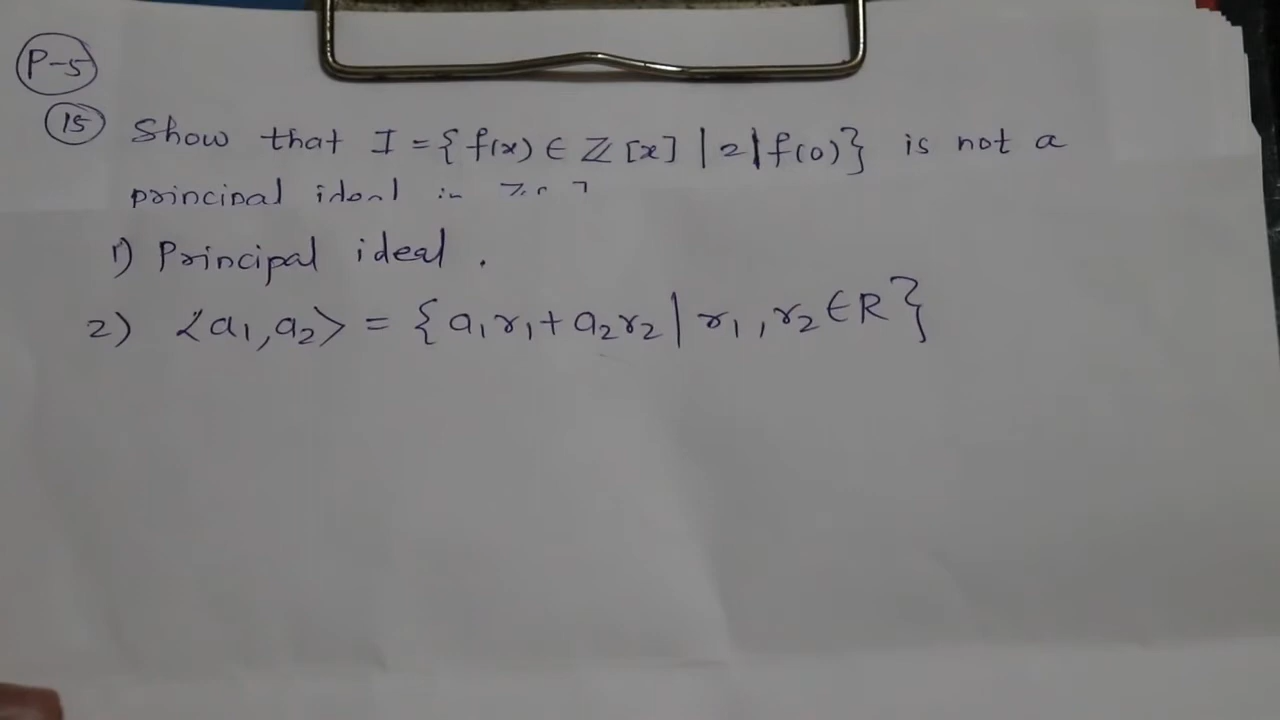 P-5
15 Show that I = {f(x) ∈ ℤ[x] | 2|f(0)} is not a
principal ideal in
1) Principal ideal.
2) <a₁,a₂> = {a₁r₁+a₂r₂ | r₁,r₂∈R}